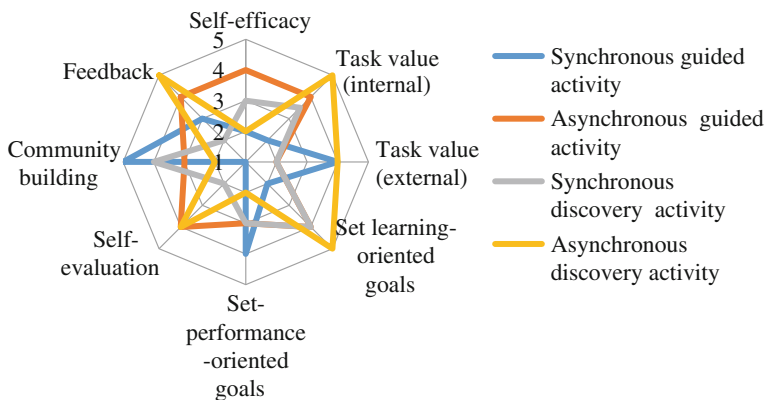 Self-efficacy
5
4
3
2
1
Task value
(internal)
Task value
(external)
Set learning-
oriented
goals
Set-
performance
-oriented
goals
Self-
evaluation
Community
building
Feedback
Synchronous guided
activity
Asynchronous guided
activity
Synchronous
discovery activity
Asynchronous
discovery activity